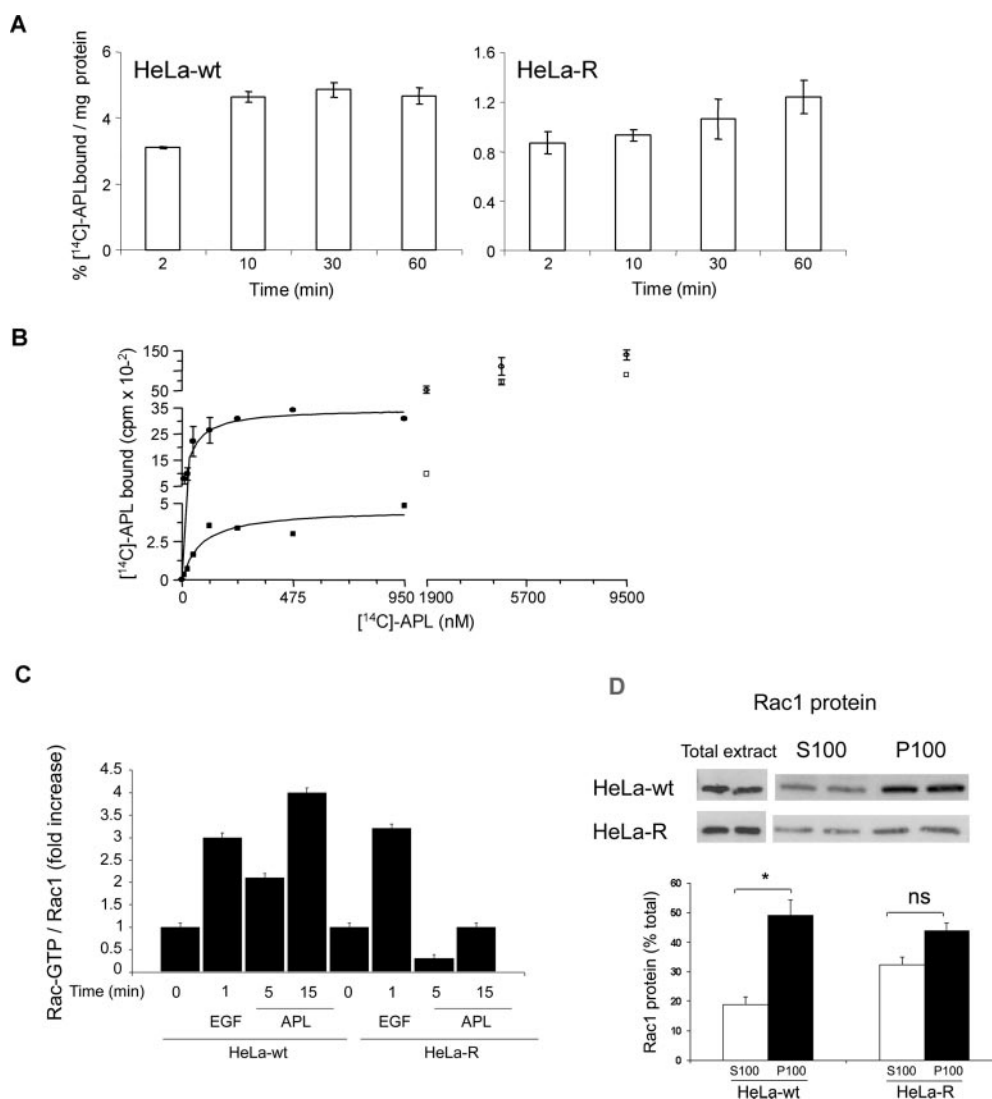 A
HeLa-wt
HeLa-R
% [14C]-APLbound / mg protein
6
4
2
0
1.6
1.2
0.8
0.4
0
2 10 30 60
2 10 30 60
Time (min)
Time (min)
B
[14C]-APL bound (cpm x 10-2)
150
50
35
25
15
5
5
2.5
0
0 475 950 1900 5700 9500
[14C]-APL (nM)
C
Rac-GTP / Rac1 (fold increase)
4.5
4
3.5
3
2.5
2
1.5
1
0.5
0
Time (min) 0 1 5 15 0 1 5 15
EGF APL EGF APL
HeLa-wt HeLa-R
D
Rac1 protein
Total extract S100 P100
HeLa-wt
HeLa-R
Rac1 protein (% total)
60
50
40
30
20
10
0
* ns
S100 P100 S100 P100
HeLa-wt HeLa-R